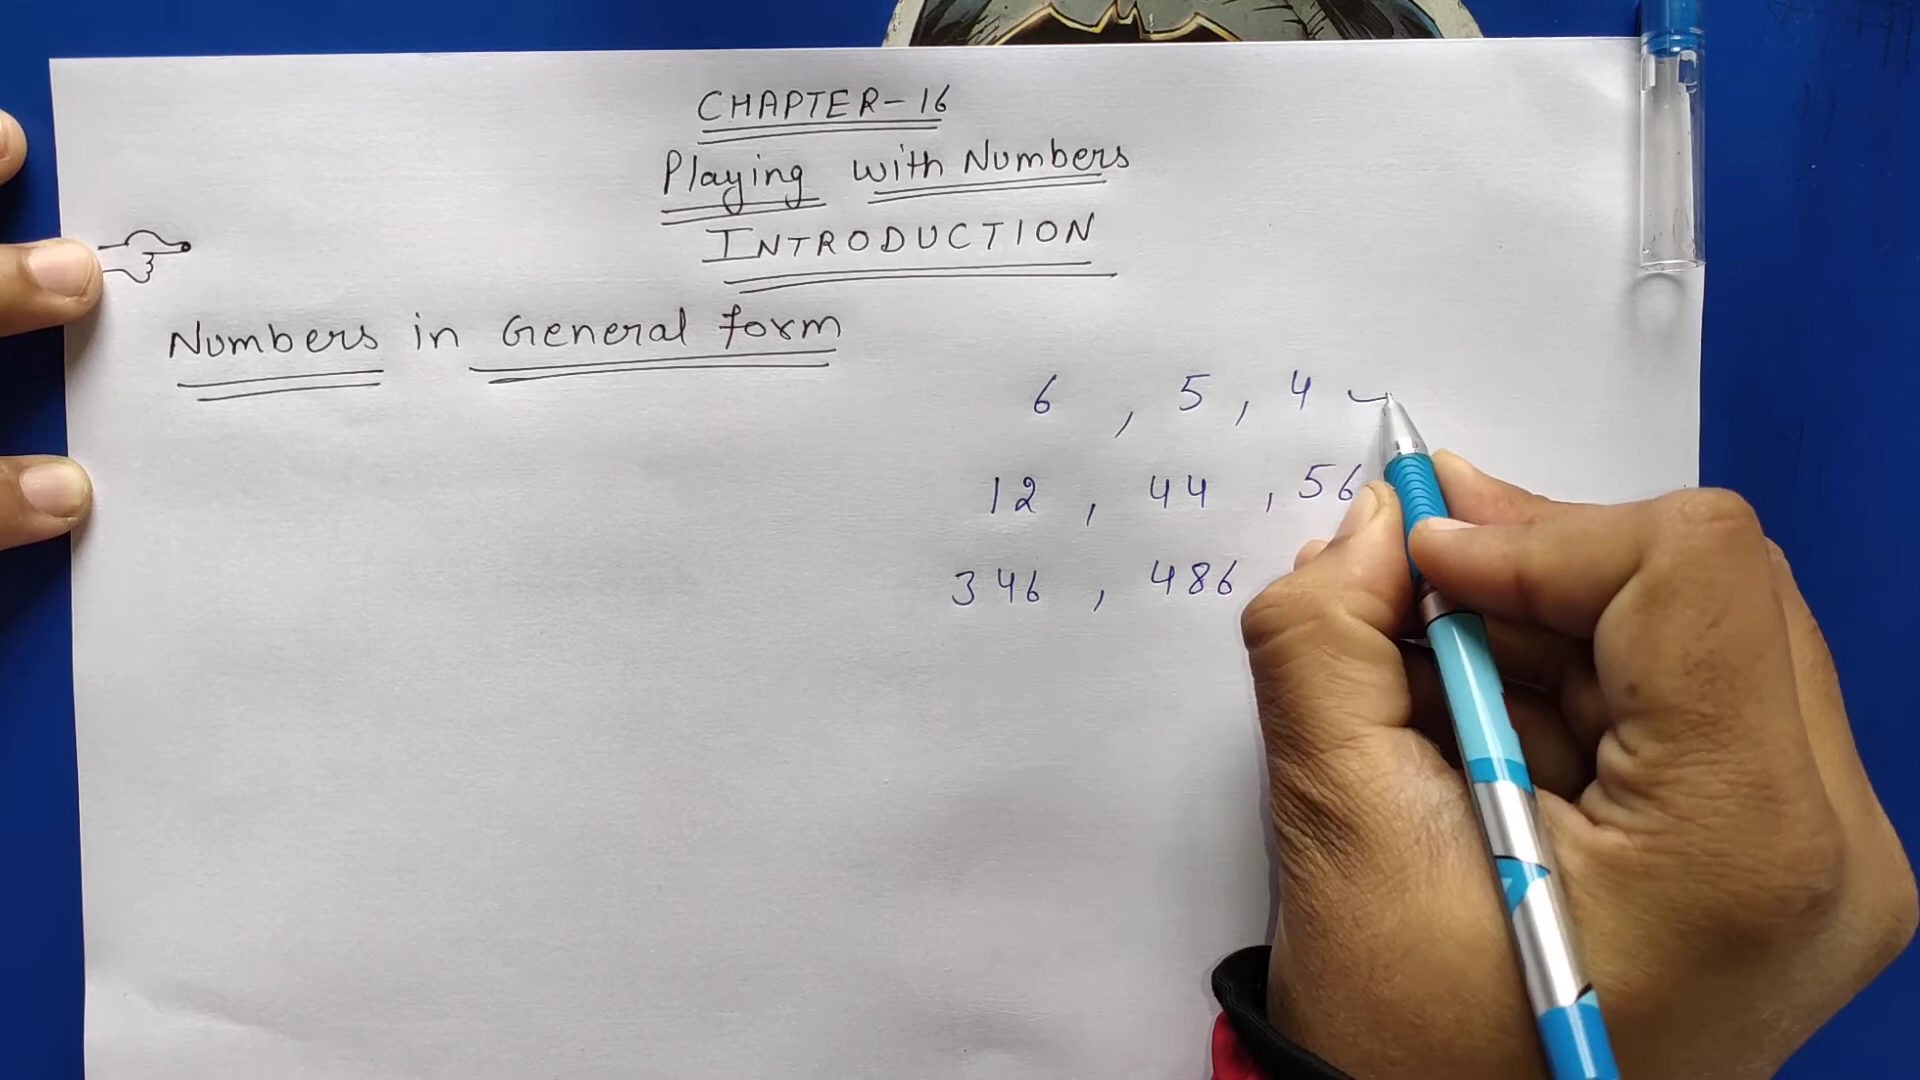 CHAPTER-16
Playing with Numbers
INTRODUCTION
Numbers in General form
6 , 5 , 4
12 , 44 , 56
346 , 486